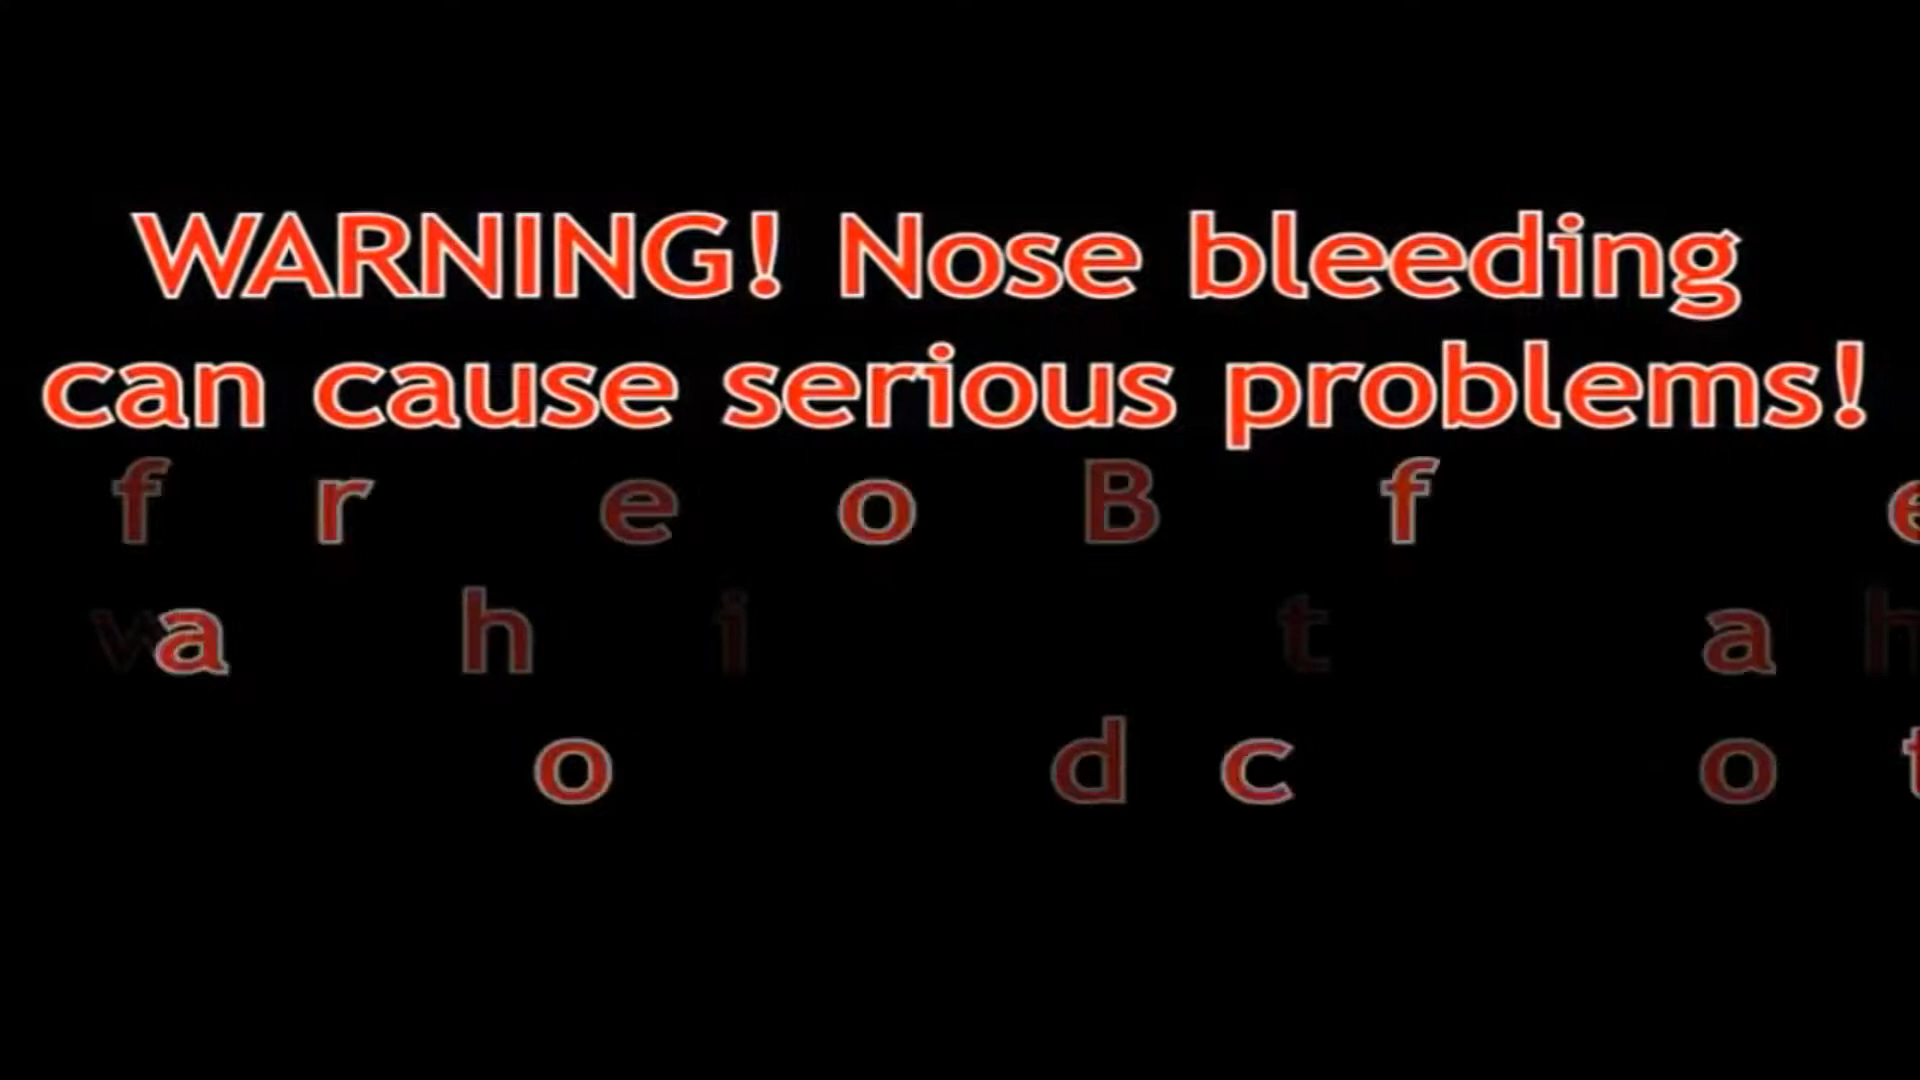 WARNING! Nose bleeding
can cause serious problems!
f r e o B f e
w a h i t a h
o d c o t